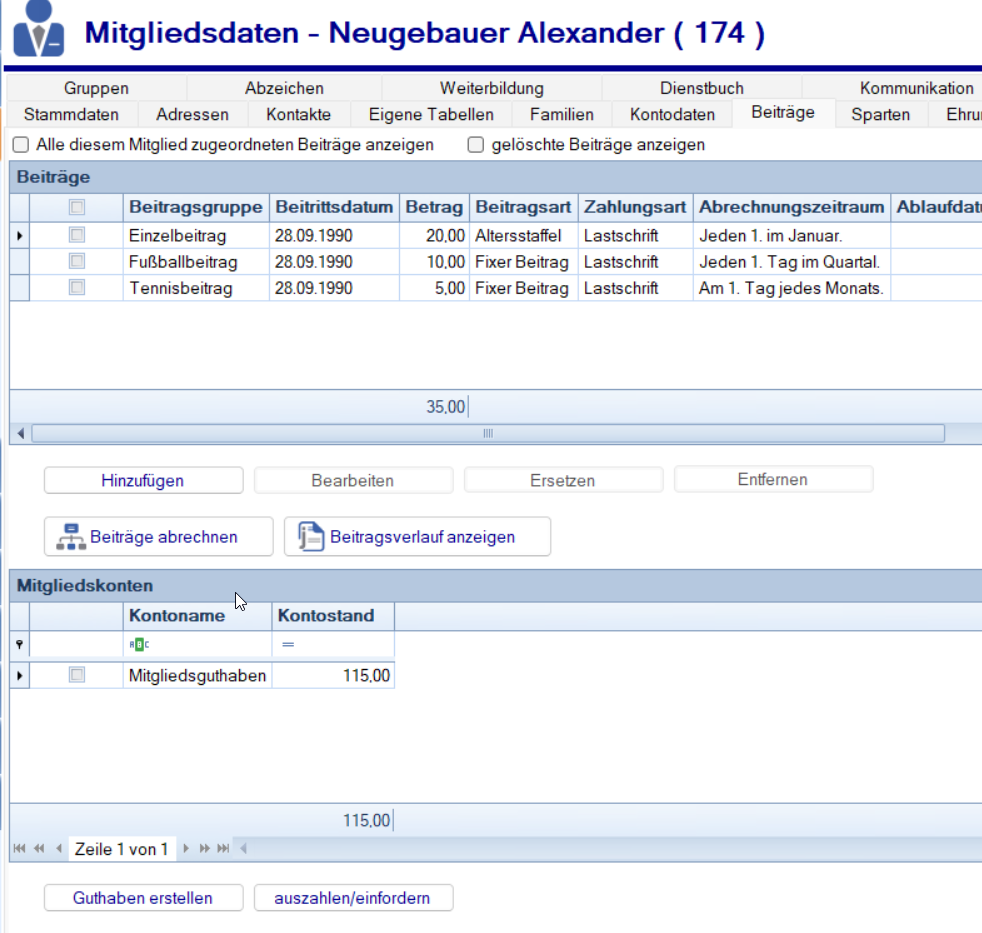 Mitgliedsdaten - Neugebauer Alexander ( 174 )
Gruppen Abzeichen Weiterbildung Dienstbuch Kommunikation
Stammdaten Adressen Kontakte Eigene Tabellen Familien Kontodaten Beiträge Sparten Ehru
Alle diesem Mitglied zugeordneten Beiträge anzeigen gelöschte Beiträge anzeigen
Beiträge
Beitragsgruppe Beitrittsdatum Betrag Beitragsart Zahlungsart Abrechnungszeitraum Ablaufdatu
Einzelbeitrag 28.09.1990 20,00 Altersstaffel Lastschrift Jeden 1. im Januar.
Fußballbeitrag 28.09.1990 10,00 Fixer Beitrag Lastschrift Jeden 1. Tag im Quartal.
Tennisbeitrag 28.09.1990 5,00 Fixer Beitrag Lastschrift Am 1. Tag jedes Monats.
35,00
Hinzufügen Bearbeiten Ersetzen Entfernen
Beiträge abrechnen Beitragsverlauf anzeigen
Mitgliedskonten
Kontoname Kontostand
ABC =
Mitgliedsguthaben 115,00
115,00
Zeile 1 von 1
Guthaben erstellen auszahlen/einfordern